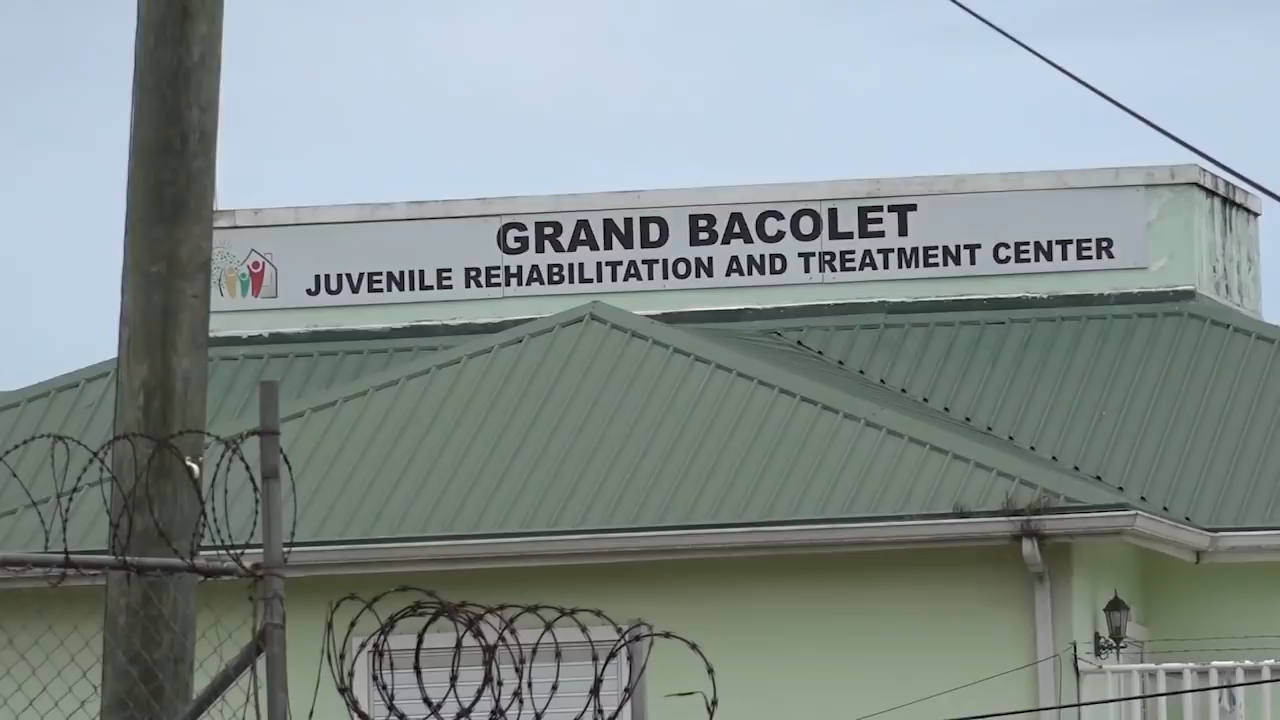 GRAND BACOLET
JUVENILE REHABILITATION AND TREATMENT CENTER